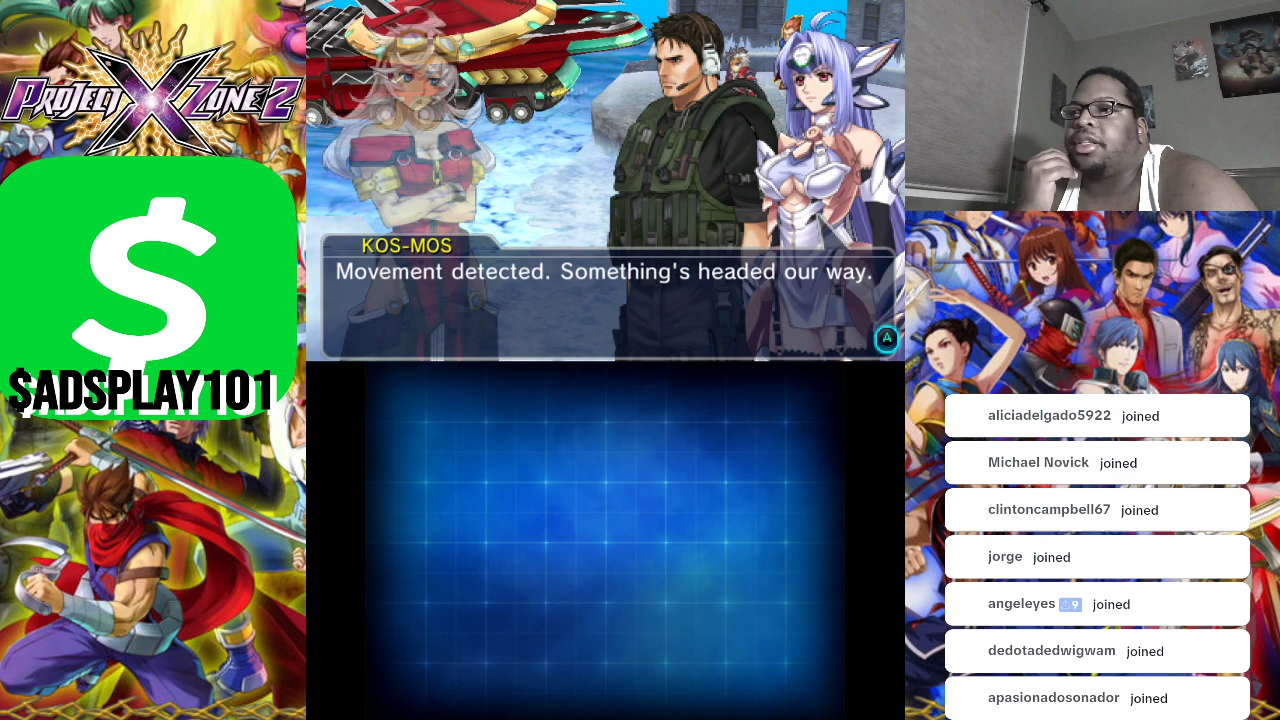 PROJECT X ZONE 2
$
$ADSPLAY101
KOS-MOS
Movement detected. Something's headed our way.
A
aliciadelgado5922 joined
Michael Novick joined
clintoncampbell67 joined
jorge joined
angeleyes 9 joined
dedotadedwigwam joined
apasionadosonador joined